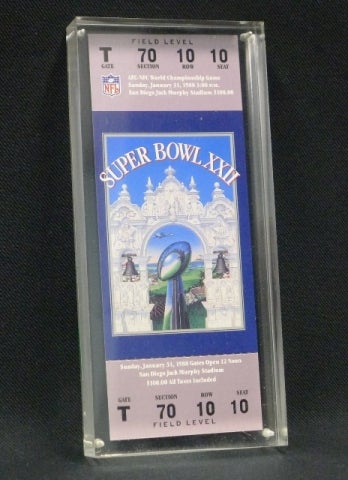 FIELD LEVEL
T 70 10 10
GATE SECTION ROW SEAT
NFL
AFC-NFC World Championship Game
Sunday, January 31, 1988 3:00 p.m.
San Diego Jack Murphy Stadium $100.00
SUPER BOWL XXII
Sunday, January 31, 1988 Gates Open 12 Noon
San Diego Jack Murphy Stadium
$100.00 All Taxes Included
GATE SECTION ROW SEAT
T 70 10 10
FIELD LEVEL